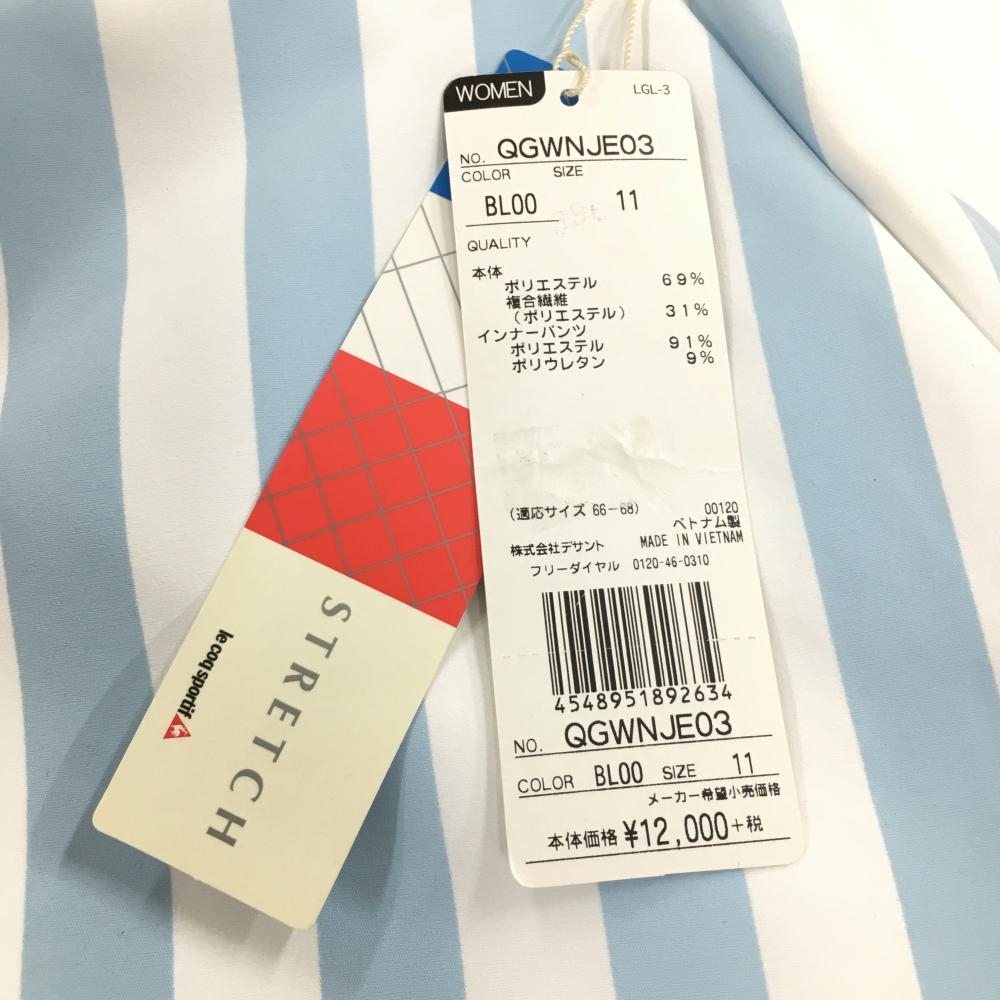 WOMEN
LGL-3
NO. QGWNJE03
COLOR SIZE
BL00 11
QUALITY
本体
ポリエステル 69%
複合繊維
（ポリエステル） 31%
インナーパンツ
ポリエステル 91%
ポリウレタン 9%
(適応サイズ 66-68) 00120
ベトナム製
株式会社デサント MADE IN VIETNAM
フリーダイヤル 0120-46-0310
4548951892634
NO. QGWNJE03
COLOR BL00 SIZE 11
メーカー希望小売価格
本体価格 ¥12,000+税
STRETCH
le coq sportif